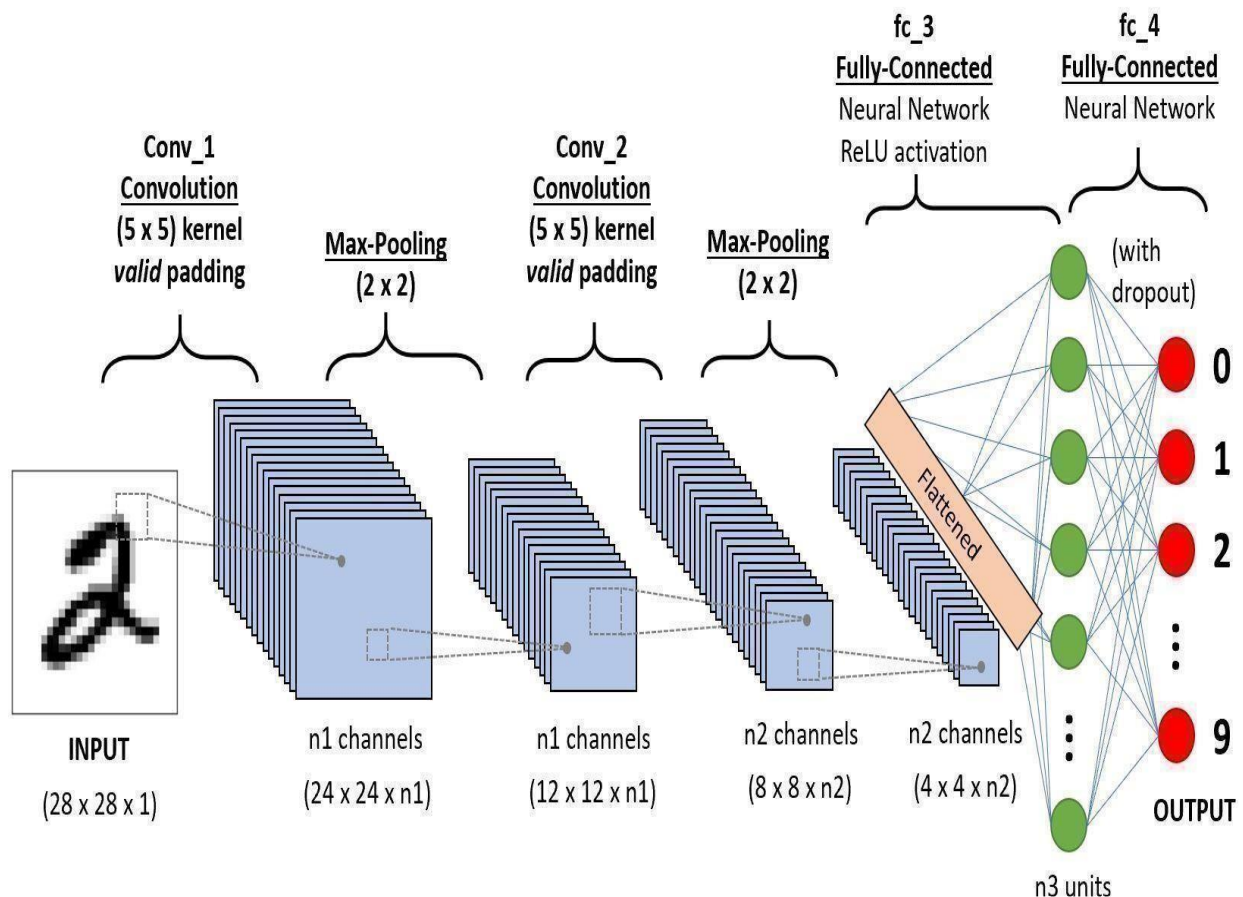 fc_3
Fully-Connected
Neural Network
ReLU activation
fc_4
Fully-Connected
Neural Network
Conv_1
Convolution
(5 x 5) kernel
valid padding
Max-Pooling
(2 x 2)
Conv_2
Convolution
(5 x 5) kernel
valid padding
Max-Pooling
(2 x 2)
(with
dropout)
Flattened
0
1
2
9
INPUT
(28 x 28 x 1)
n1 channels
(24 x 24 x n1)
n1 channels
(12 x 12 x n1)
n2 channels
(8 x 8 x n2)
n2 channels
(4 x 4 x n2)
OUTPUT
n3 units
2